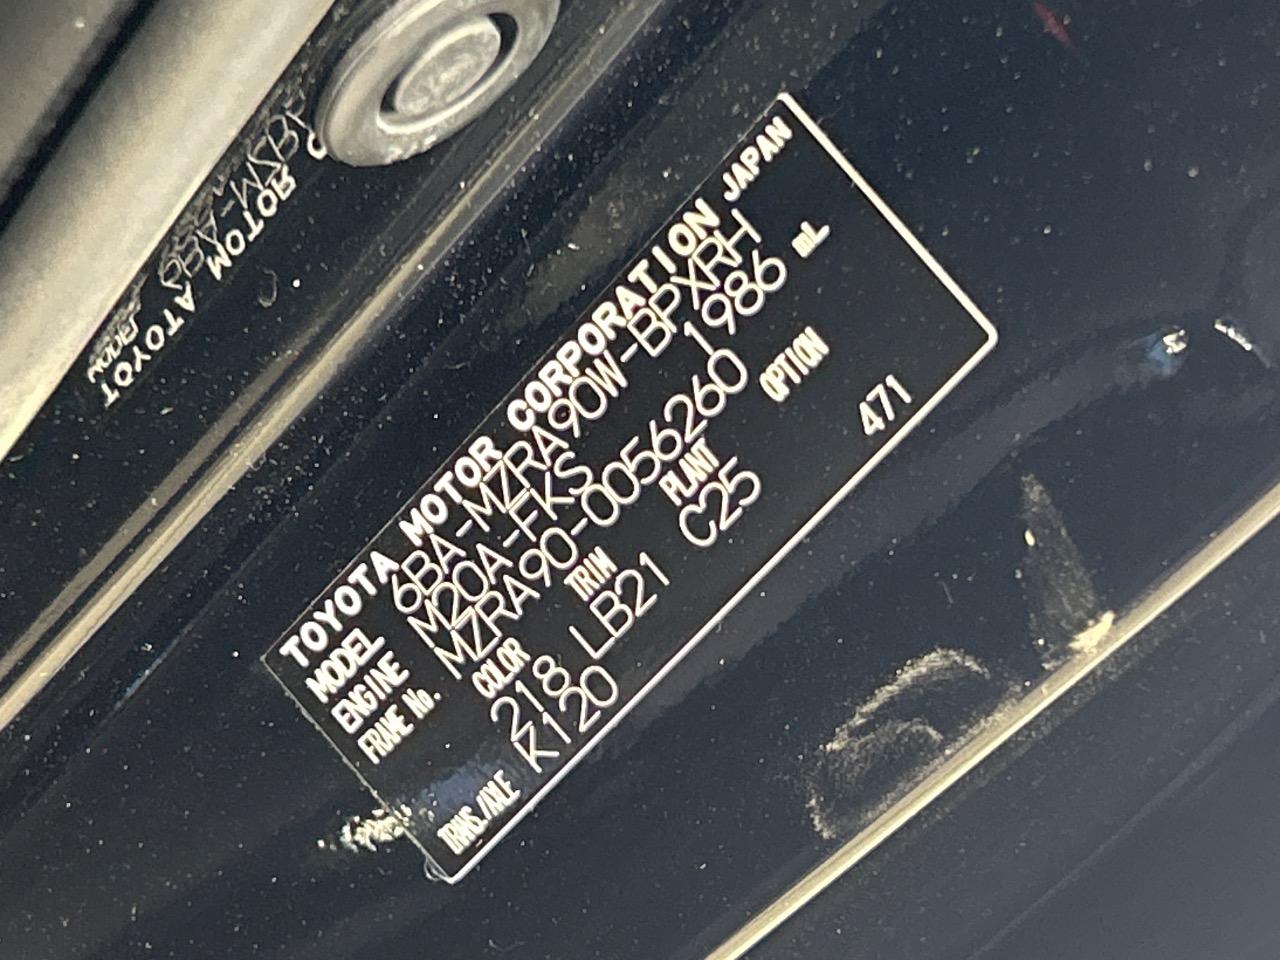 TOYOTA MOTOR CORPORATION JAPAN
MODEL 6BA-MZRA90W-BPXRH
ENGINE M20A-FKS 1986 mL
FRAME No. MZRA90-0056260
COLOR TRIM PLANT OPTION
218 LB21 C25
TRANS./AXLE K120 471